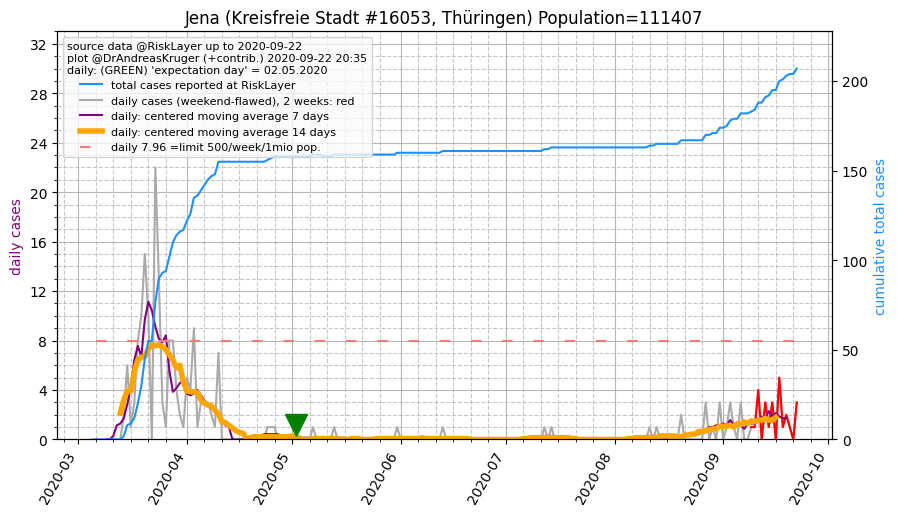 Jena (Kreisfreie Stadt #16053, Thüringen) Population=111407
source data @RiskLayer up to 2020-09-22
plot @DrAndreasKruger (+contrib.) 2020-09-22 20:35
daily: (GREEN) 'expectation day' = 02.05.2020
total cases reported at RiskLayer
daily cases (weekend-flawed), 2 weeks: red
daily: centered moving average 7 days
daily: centered moving average 14 days
daily 7.96 =limit 500/week/1mio pop.
daily cases
32
28
24
20
16
12
8
4
0
cumulative total cases
200
150
100
50
0
2020-03
2020-04
2020-05
2020-06
2020-07
2020-08
2020-09
2020-10